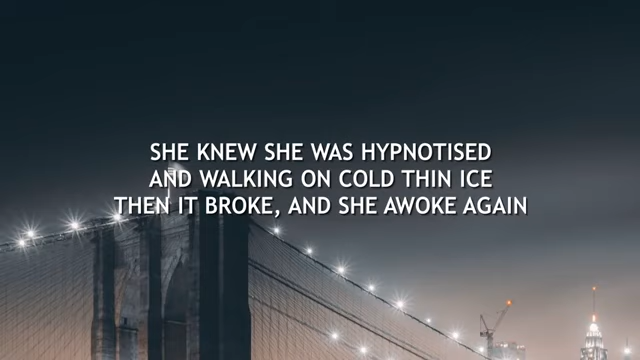 SHE KNEW SHE WAS HYPNOTISED
AND WALKING ON COLD THIN ICE
THEN IT BROKE, AND SHE AWOKE AGAIN